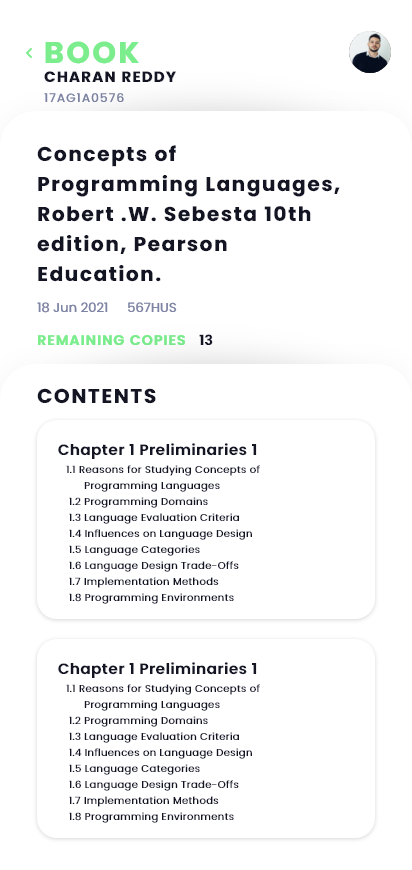 BOOK
CHARAN REDDY
17AG1A0576
Concepts of
Programming Languages,
Robert .W. Sebesta 10th
edition, Pearson
Education.
18 Jun 2021 567HUS
REMAINING COPIES 13
CONTENTS
Chapter 1 Preliminaries 1
1.1 Reasons for Studying Concepts of
Programming Languages
1.2 Programming Domains
1.3 Language Evaluation Criteria
1.4 Influences on Language Design
1.5 Language Categories
1.6 Language Design Trade-Offs
1.7 Implementation Methods
1.8 Programming Environments
Chapter 1 Preliminaries 1
1.1 Reasons for Studying Concepts of
Programming Languages
1.2 Programming Domains
1.3 Language Evaluation Criteria
1.4 Influences on Language Design
1.5 Language Categories
1.6 Language Design Trade-Offs
1.7 Implementation Methods
1.8 Programming Environments